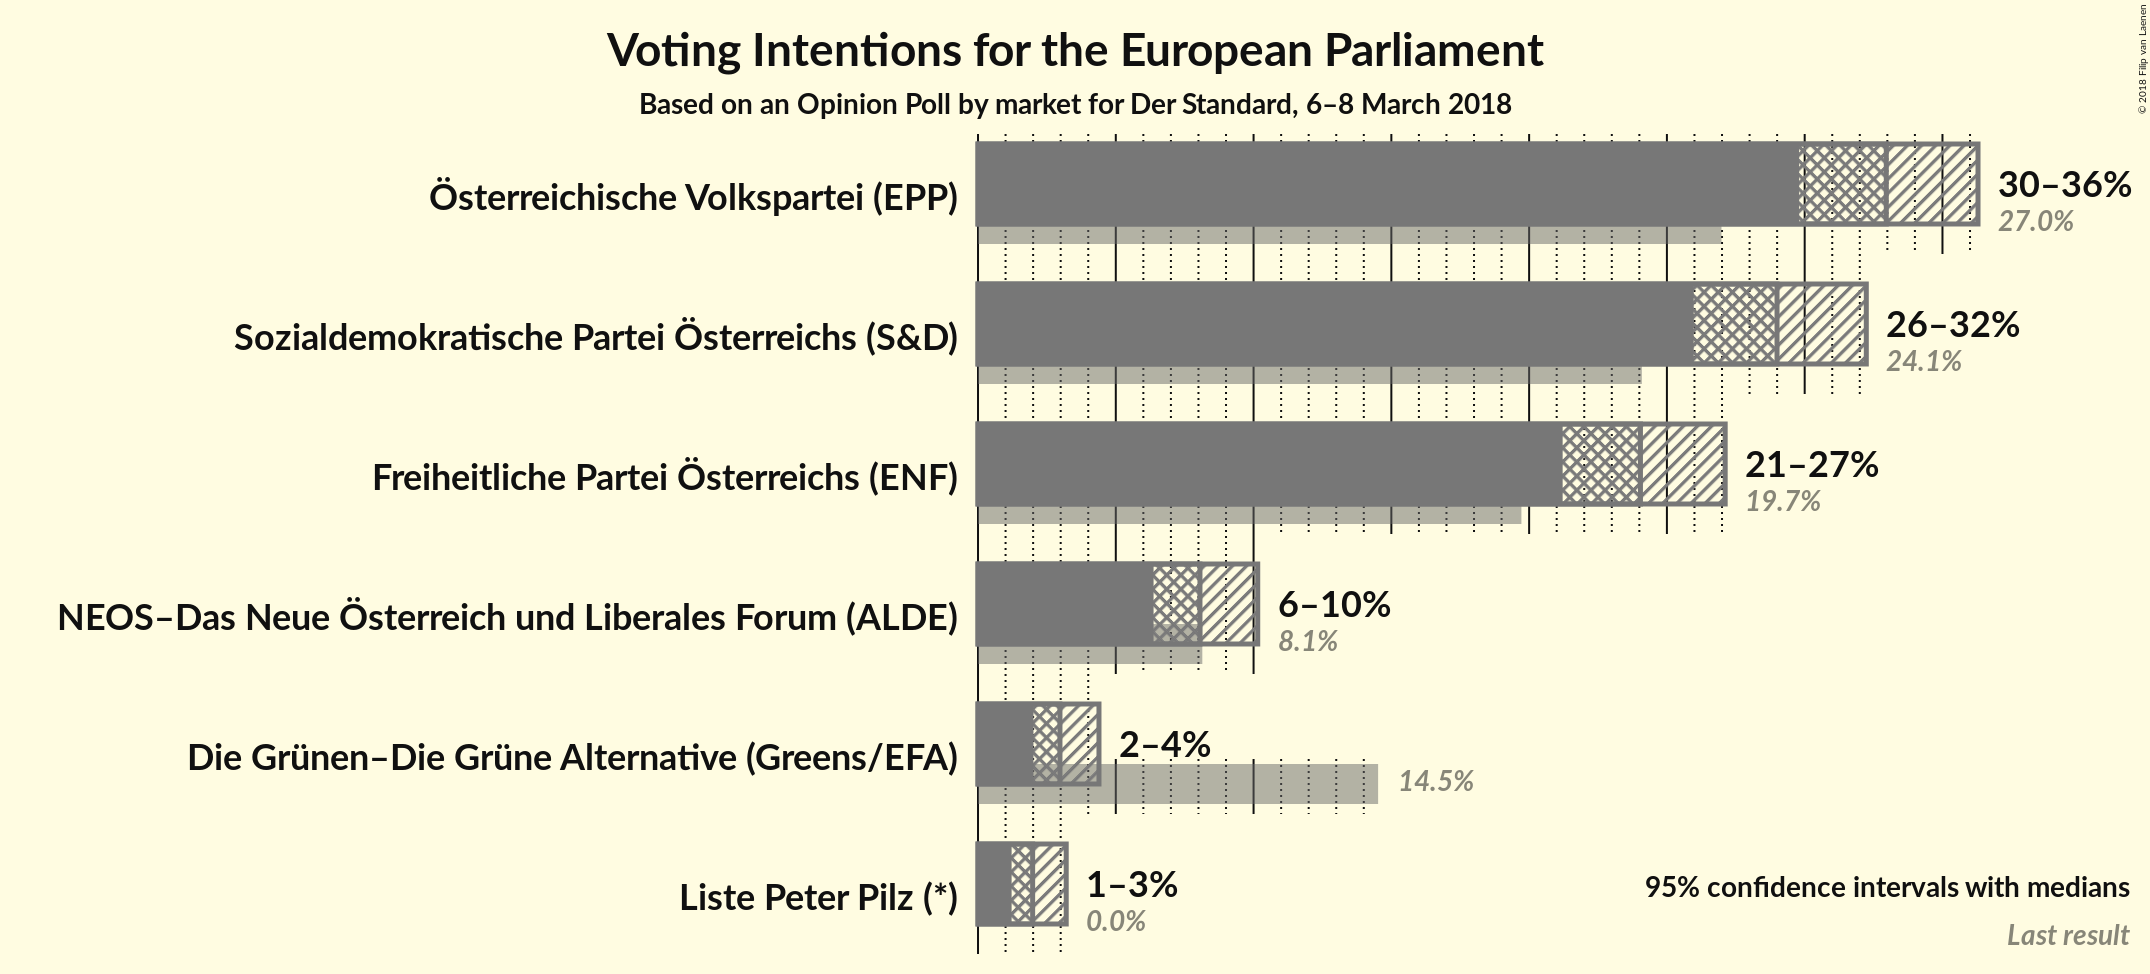 Voting Intentions for the European Parliament
Based on an Opinion Poll by market for Der Standard, 6–8 March 2018
© 2018 Filip van Laenen
Österreichische Volkspartei (EPP)
30–36%
27.0%
Sozialdemokratische Partei Österreichs (S&D)
26–32%
24.1%
Freiheitliche Partei Österreichs (ENF)
21–27%
19.7%
NEOS–Das Neue Österreich und Liberales Forum (ALDE)
6–10%
8.1%
Die Grünen–Die Grüne Alternative (Greens/EFA)
2–4%
14.5%
Liste Peter Pilz (*)
1–3%
0.0%
95% confidence intervals with medians
Last result